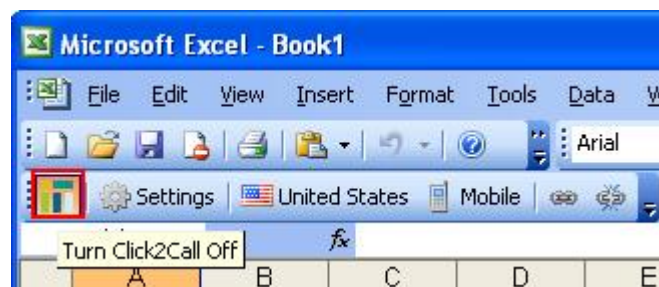 Microsoft Excel - Book1
File Edit View Insert Format Tools Data W
Arial
Settings United States Mobile
fx
Turn Click2Call Off
A B C D E